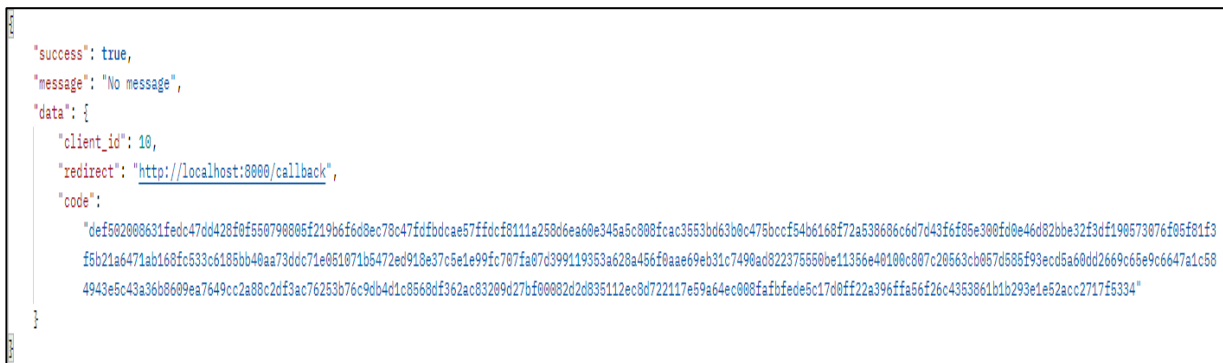 {
"success": true,
"message": "No message",
"data": {
"client_id": 10,
"redirect": "http://localhost:8000/callback",
"code":
"def502008631fedc47dd428f0f550790805f219b6f6d8ec78c47fdfbdcae57ffdcf8111a258d6ea60e345a5c808fcac3553bd63b0c475bccf54b6168f72a538686c6d7d43f6f85e300fd0e46d82bbe32f3df190573076f05f81f3
f5b21a6471ab168fc533c6185bb40aa73ddc71e051071b5472ed918e37c5e1e99fc707fa07d399119353a628a456f0aae69eb31c7490ad822375550be11356e40100c807c20563cb057d585f93ecd5a60dd2669c65e9c6647a1c58
4943e5c43a36b8609ea7649cc2a88c2df3ac76253b76c9db4d1c8568df362ac83209d27bf00082d2d835112ec8d722117e59a64ec008fafbfede5c17d0ff22a396ffa56f26c4353861b1b293e1e52acc2717f5334"
}
}